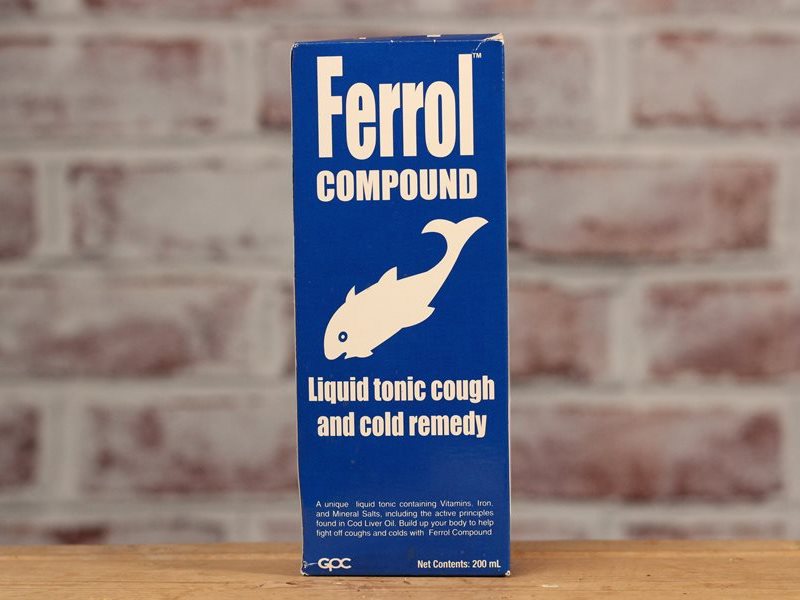 Ferrol™
COMPOUND
Liquid tonic cough
and cold remedy
A unique liquid tonic containing Vitamins, Iron,
and Mineral Salts, including the active principles
found in Cod Liver Oil. Build up your body to help
fight off coughs and colds with Ferrol Compound
GPC
Net Contents: 200 mL